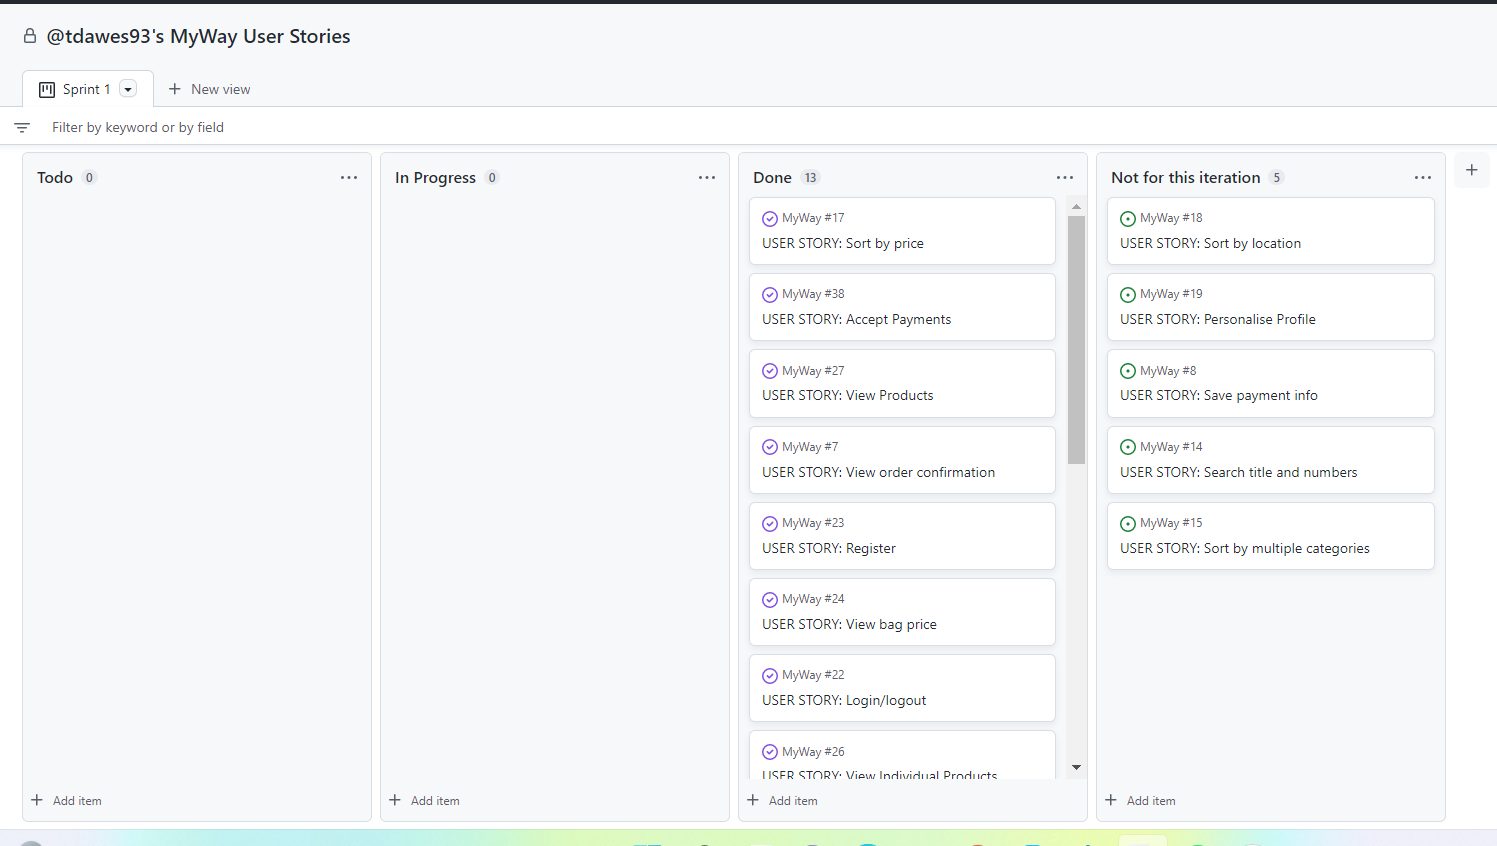 @tdawes93's MyWay User Stories
Sprint 1
New view
Filter by keyword or by field
Todo 0
Add item
In Progress 0
Add item
Done 13
MyWay #17
USER STORY: Sort by price
MyWay #38
USER STORY: Accept Payments
MyWay #27
USER STORY: View Products
MyWay #7
USER STORY: View order confirmation
MyWay #23
USER STORY: Register
MyWay #24
USER STORY: View bag price
MyWay #22
USER STORY: Login/logout
MyWay #26
USER STORY: View Individual Products
Add item
Not for this iteration 5
MyWay #18
USER STORY: Sort by location
MyWay #19
USER STORY: Personalise Profile
MyWay #8
USER STORY: Save payment info
MyWay #14
USER STORY: Search title and numbers
MyWay #15
USER STORY: Sort by multiple categories
Add item